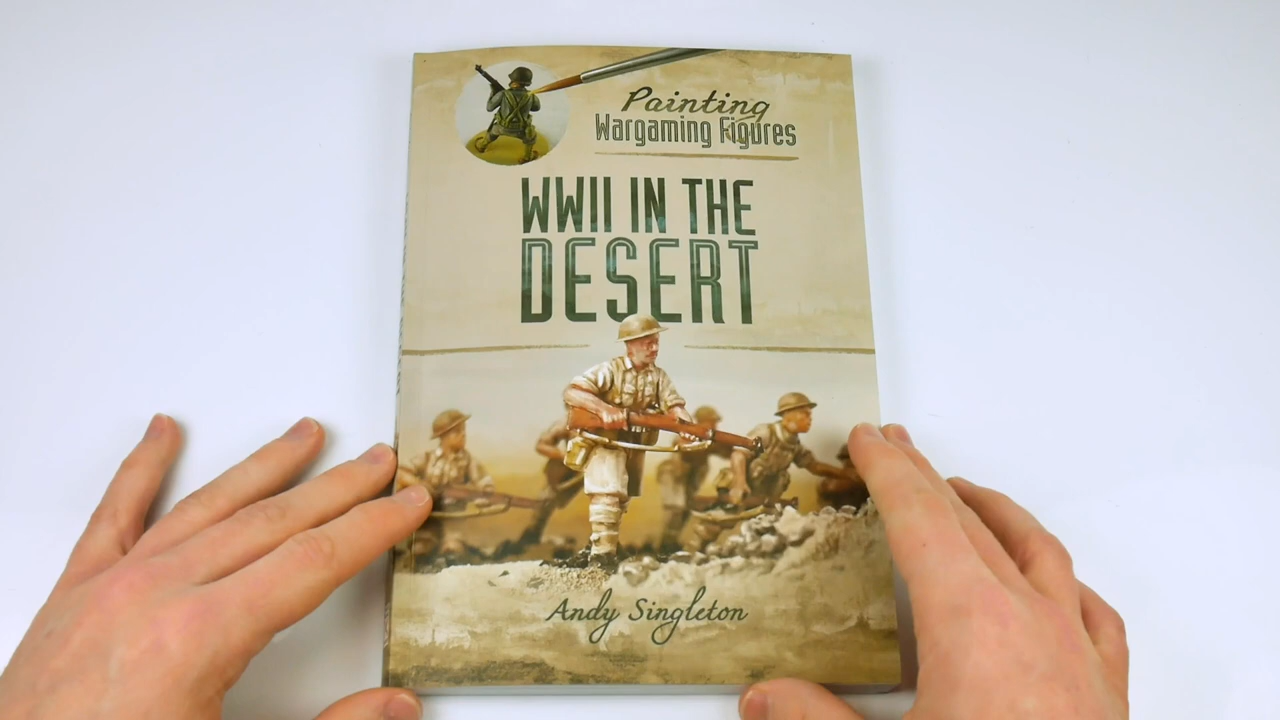 Painting
Wargaming Figures
WWII IN THE
DESERT
Andy Singleton